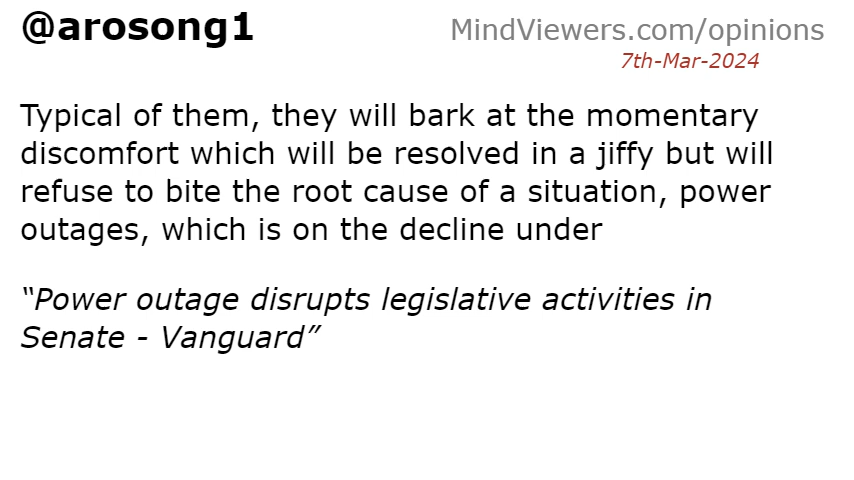 @arosong1
MindViewers.com/opinions
7th-Mar-2024
Typical of them, they will bark at the momentary
discomfort which will be resolved in a jiffy but will
refuse to bite the root cause of a situation, power
outages, which is on the decline under
“Power outage disrupts legislative activities in
Senate - Vanguard”